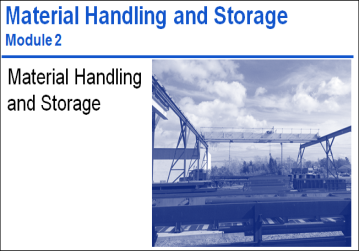 Material Handling and Storage
Module 2
Material Handling
and Storage